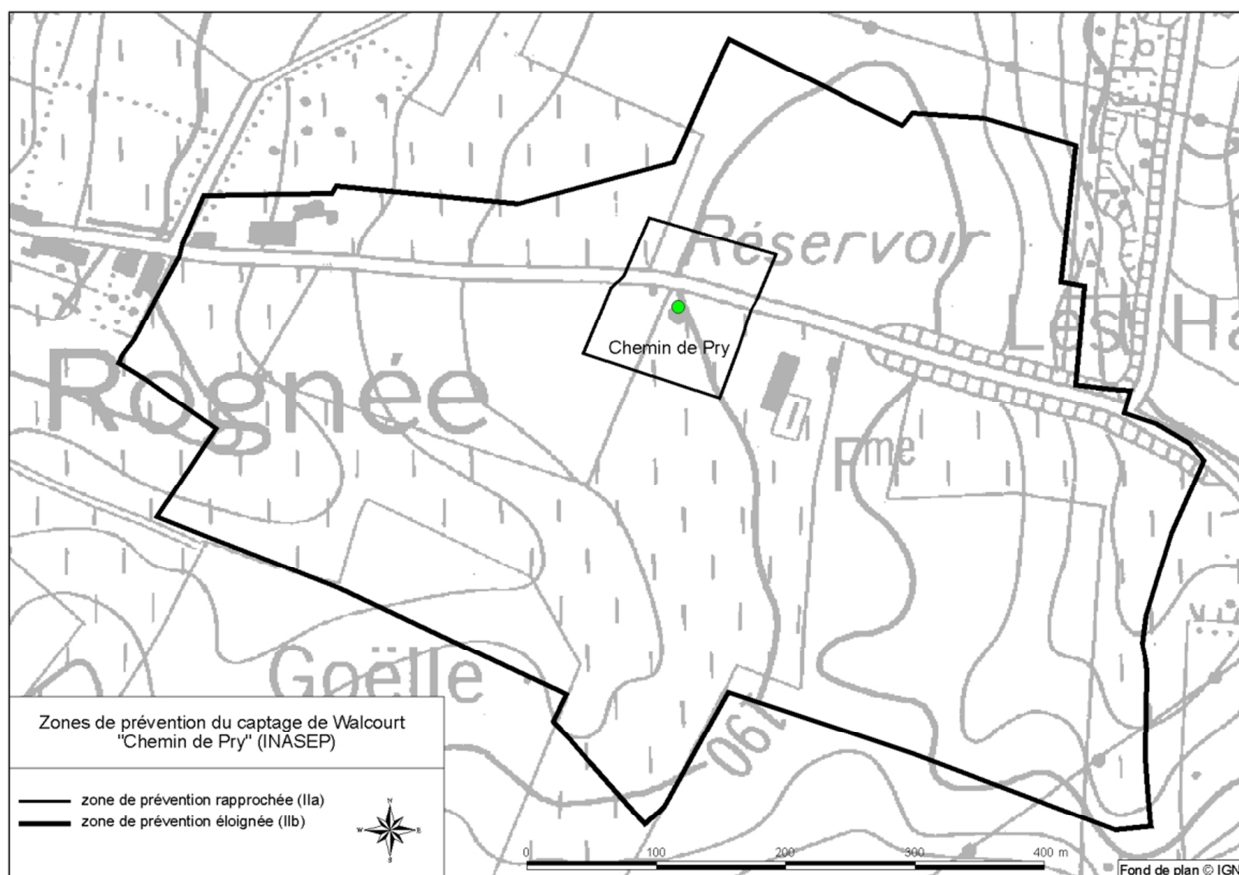 Réservoir
Chemin de Pry
Rognée
Fme
Goëlle
190
Zones de prévention du captage de Walcourt
"Chemin de Pry" (INASEP)
zone de prévention rapprochée (IIa)
zone de prévention éloignée (IIb)
N
W E
S
0 100 200 300 400 m
Fond de plan © IGN